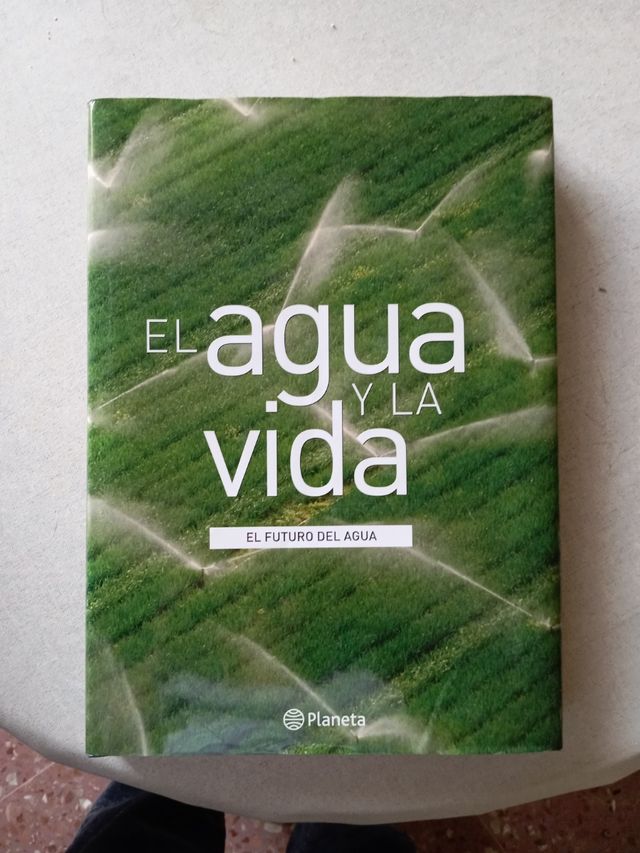 EL agua
Y LA
vida
EL FUTURO DEL AGUA
Planeta